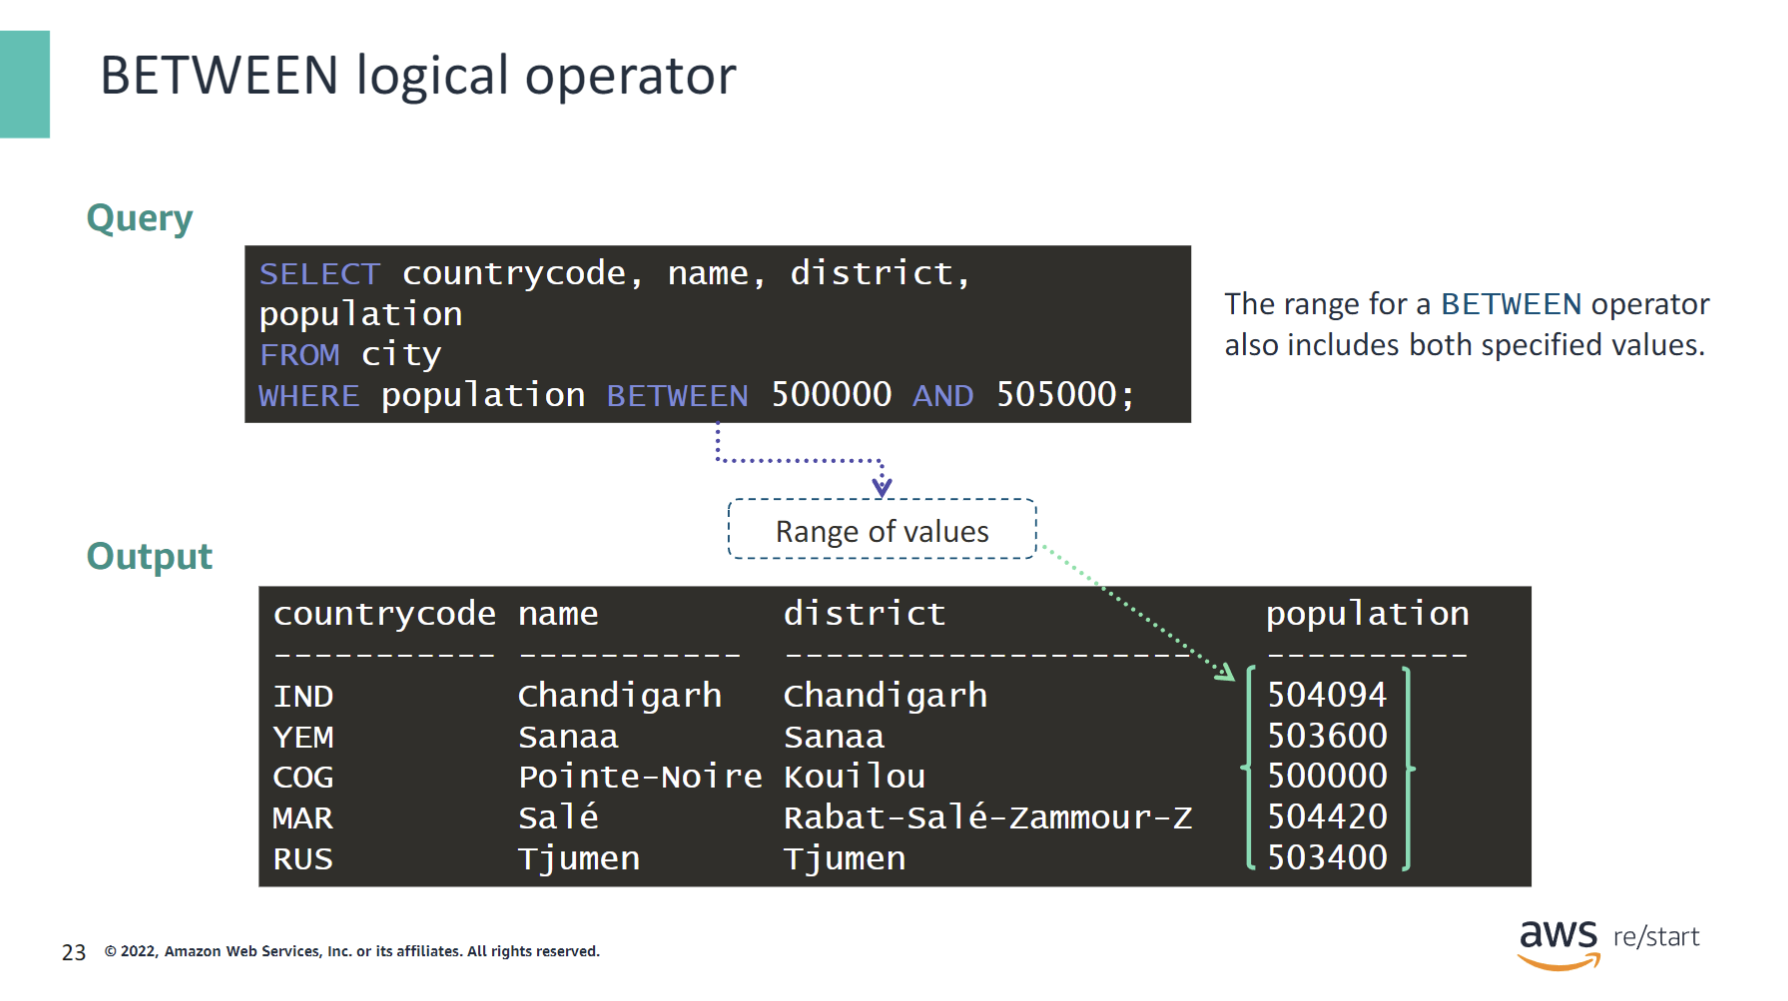 BETWEEN logical operator
Query
SELECT countrycode, name, district,
population
FROM city
WHERE population BETWEEN 500000 AND 505000;
The range for a BETWEEN operator
also includes both specified values.
Range of values
Output
countrycode name district population
----------- ----------- -------------------- ----------
IND Chandigarh Chandigarh 504094
YEM Sanaa Sanaa 503600
COG Pointe-Noire Kouilou 500000
MAR Salé Rabat-Salé-Zammour-Z 504420
RUS Tjumen Tjumen 503400
23 © 2022, Amazon Web Services, Inc. or its affiliates. All rights reserved.
aws re/start